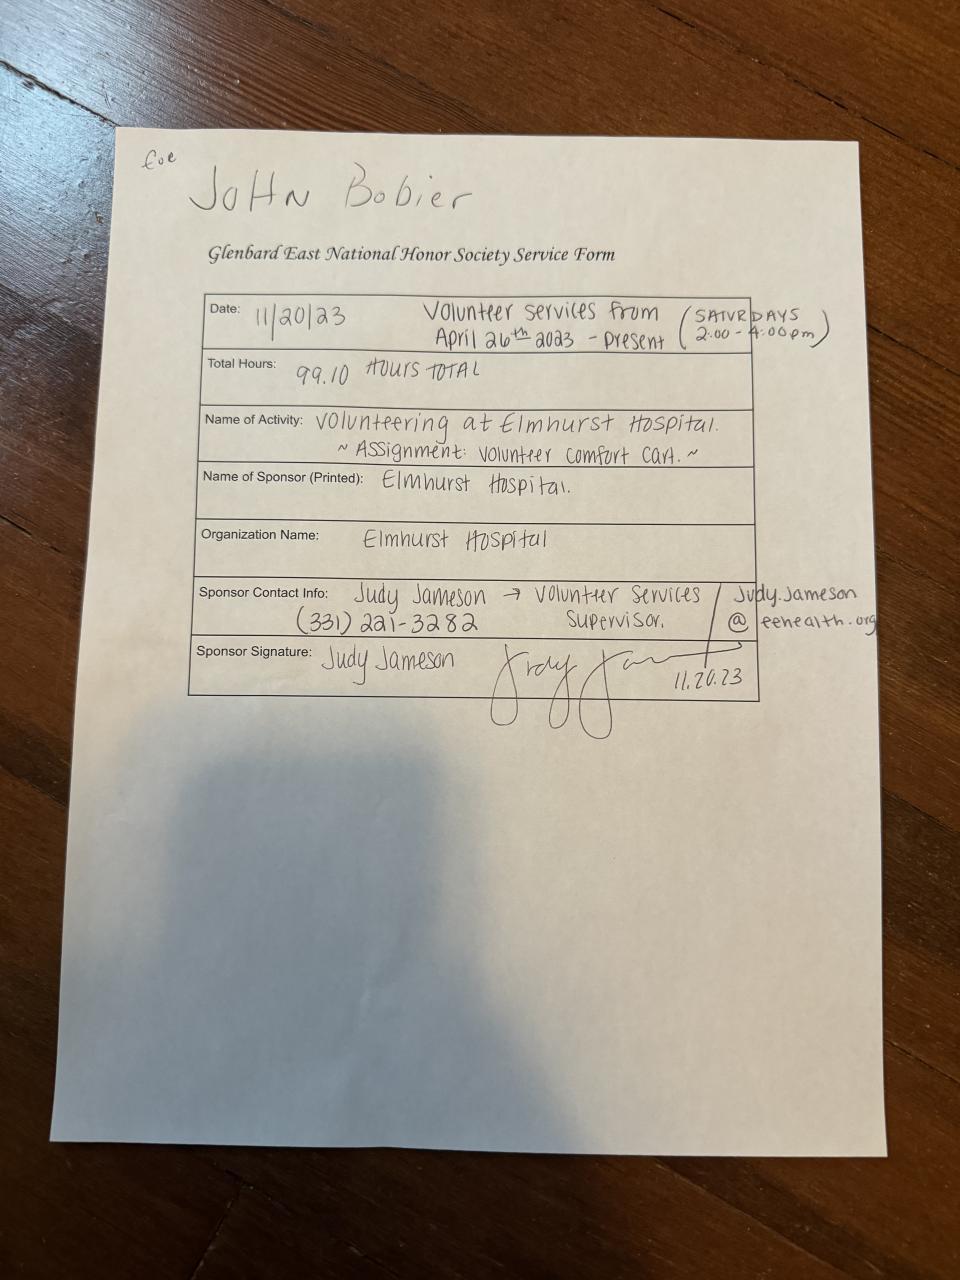 for
JOHN Bobier
Glenbard East National Honor Society Service Form
Date: 11/20/23 Volunteer services from (SATURDAYS
April 26th 2023 - present 2:00 - 4:00pm)
Total Hours: 99.10 HOURS TOTAL
Name of Activity: Volunteering at Elmhurst Hospital.
~ Assignment: Volunteer Comfort Cart. ~
Name of Sponsor (Printed): Elmhurst Hospital.
Organization Name: Elmhurst Hospital
Sponsor Contact Info: Judy Jameson → Volunteer Services / Judy.Jameson
(331) 221-3282 Supervisor. @eehealth.org
Sponsor Signature: Judy Jameson Judy Jam
11.20.23